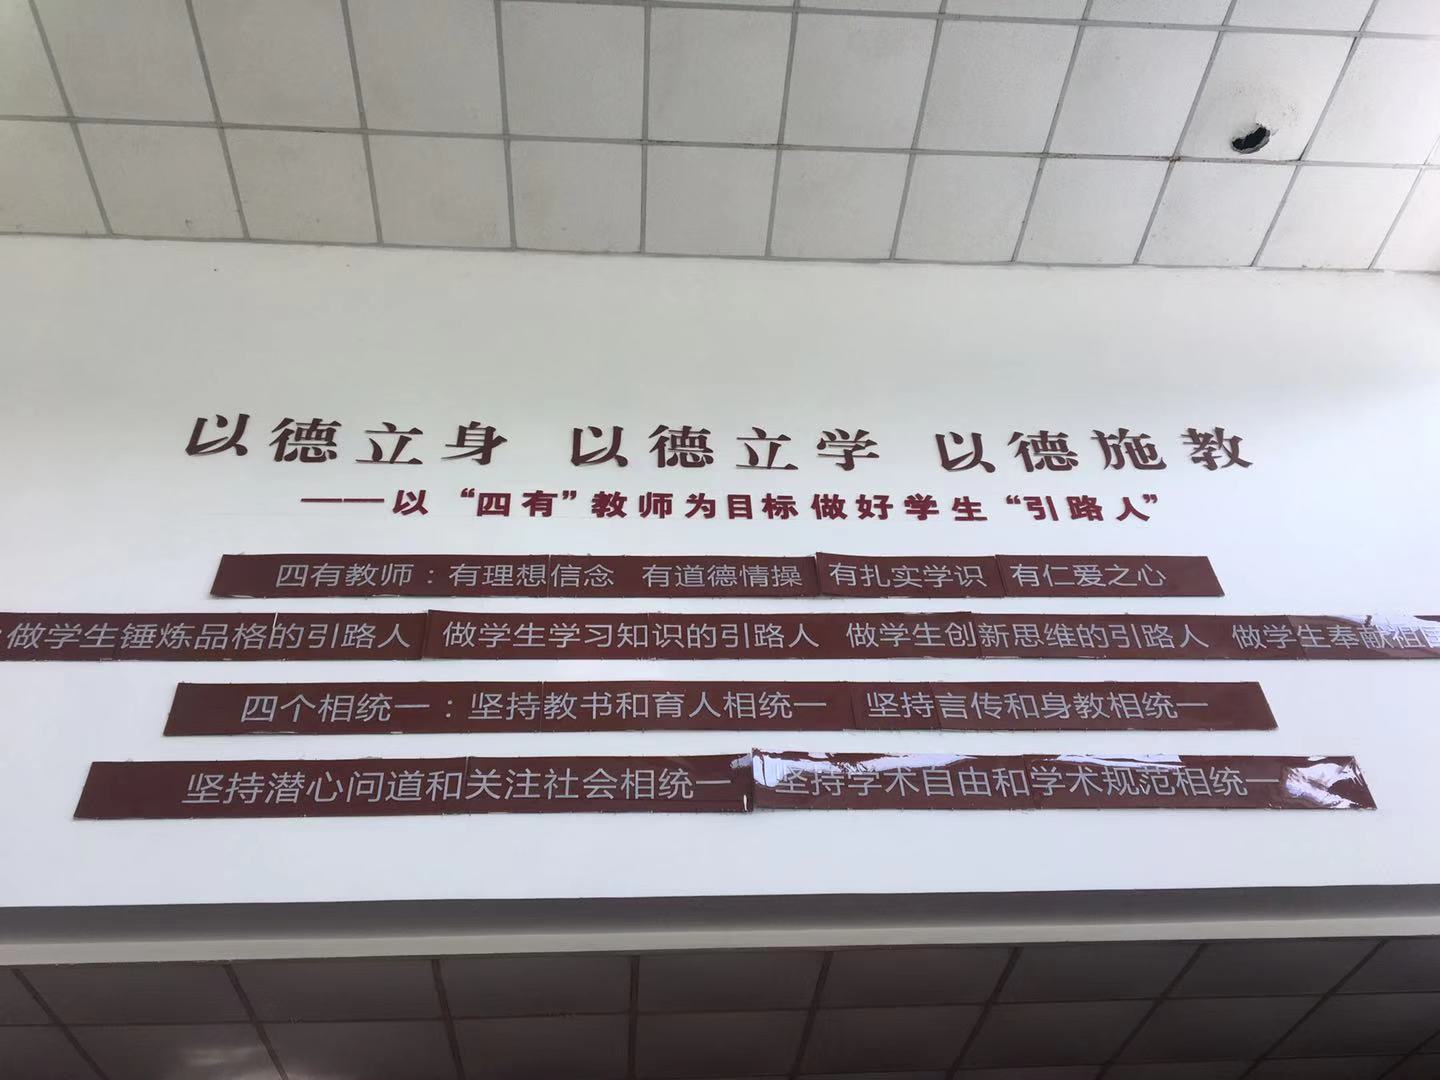 以德立身 以德立学 以德施教
——以“四有”教师为目标做好学生“引路人”
四有教师：有理想信念 有道德情操 有扎实学识 有仁爱之心
做学生锤炼品格的引路人 做学生学习知识的引路人 做学生创新思维的引路人 做学生奉献祖国
四个相统一：坚持教书和育人相统一 坚持言传和身教相统一
坚持潜心问道和关注社会相统一 坚持学术自由和学术规范相统一